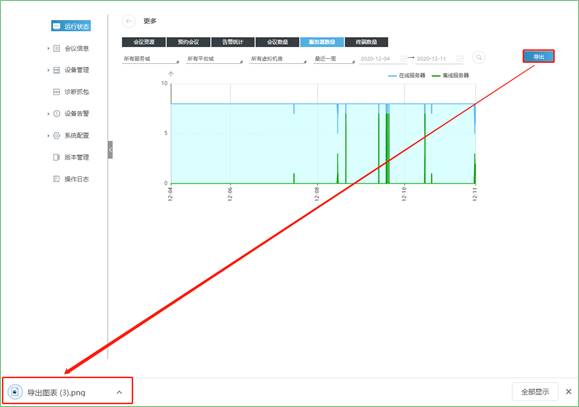 运行状态
更多
会议信息
设备管理
诊断抓包
设备告警
系统配置
版本管理
操作日志
会议资源 预约会议 告警统计 会议数量 服务器数量 终端数量
所有服务域 所有平台域 所有虚拟机房 最近一周 2020-12-04 2020-12-11 导出
在线服务器 集成服务器
10
5
0
12-04 12-06 12-08 12-10 12-11
导出图表 (3).png
全部显示